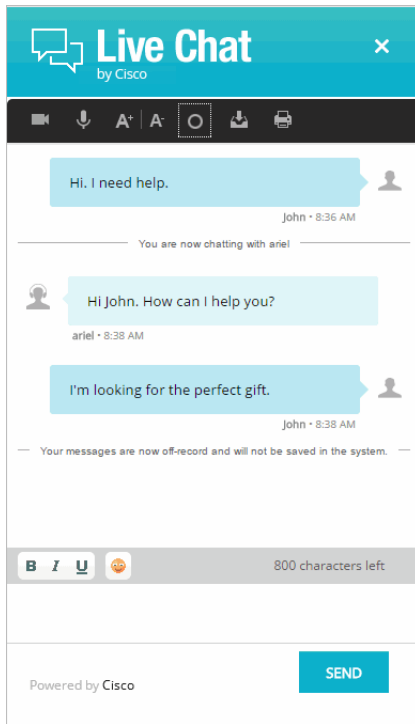 Live Chat
by Cisco
A+ A-
Hi. I need help.
John • 8:36 AM
You are now chatting with ariel
Hi John. How can I help you?
ariel • 8:38 AM
I'm looking for the perfect gift.
John • 8:38 AM
Your messages are now off-record and will not be saved in the system.
B I U 800 characters left
SEND
Powered by Cisco